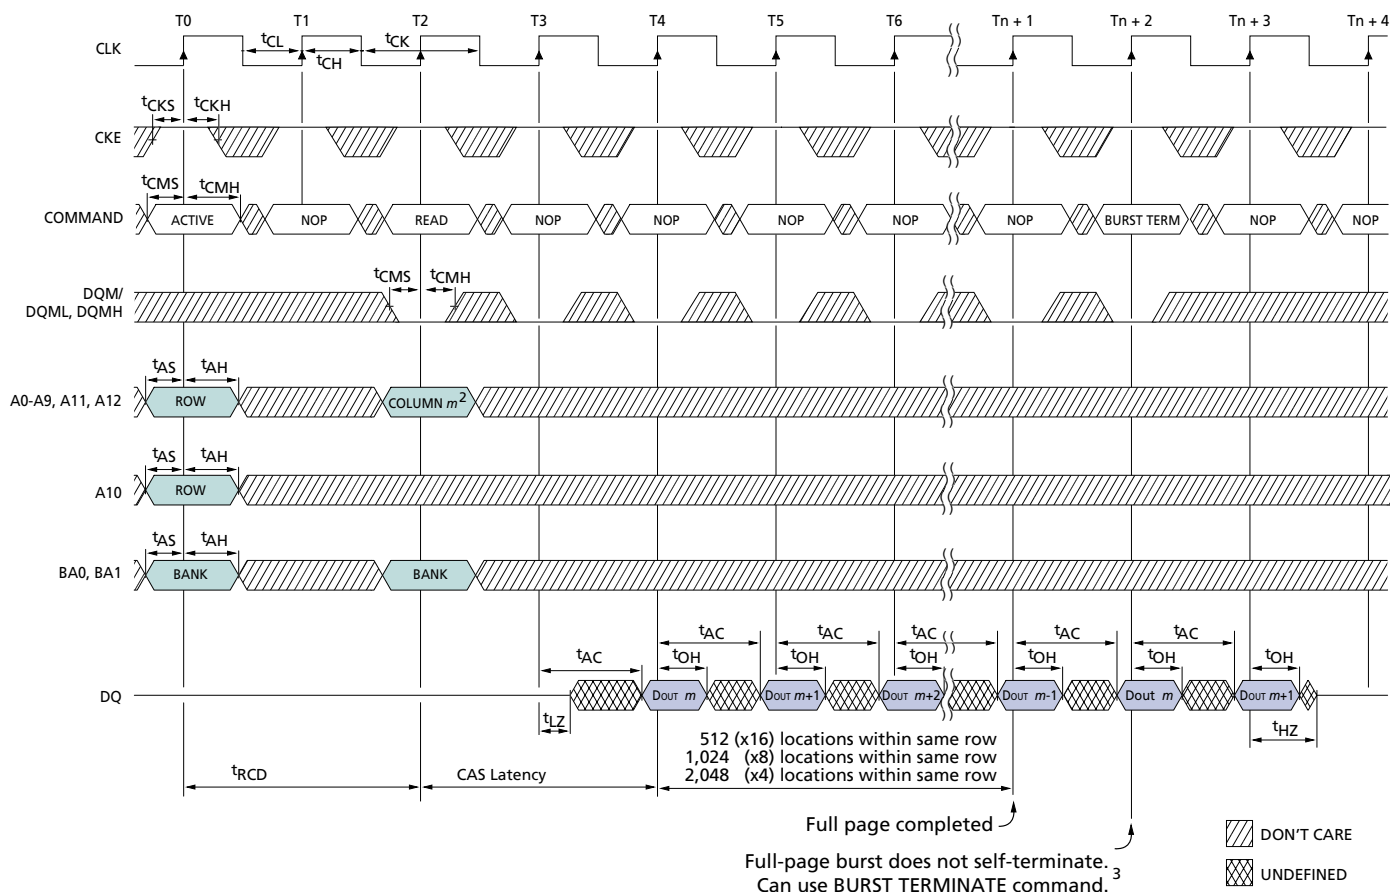 T0 T1 T2 T3 T4 T5 T6 Tn + 1 Tn + 2 Tn + 3 Tn + 4
CLK
tCL
tCH
tCK
tCKS tCKH
CKE
tCMS tCMH
COMMAND
ACTIVE NOP READ NOP NOP NOP NOP NOP BURST TERM NOP NOP
tCMS tCMH
DQM/
DQML, DQMH
tAS tAH
A0-A9, A11, A12
ROW COLUMN m2
tAS tAH
A10
ROW
tAS tAH
BA0, BA1
BANK BANK
tAC tAC tAC tAC tAC tAC
tOH tOH tOH tOH tOH tOH
DQ
DOUT m DOUT m+1 DOUT m+2 DOUT m-1 Dout m DOUT m+1
tLZ tHZ
512 (x16) locations within same row
1,024 (x8) locations within same row
2,048 (x4) locations within same row
tRCD CAS Latency
Full page completed
Full-page burst does not self-terminate. 3
Can use BURST TERMINATE command.
DON'T CARE
UNDEFINED